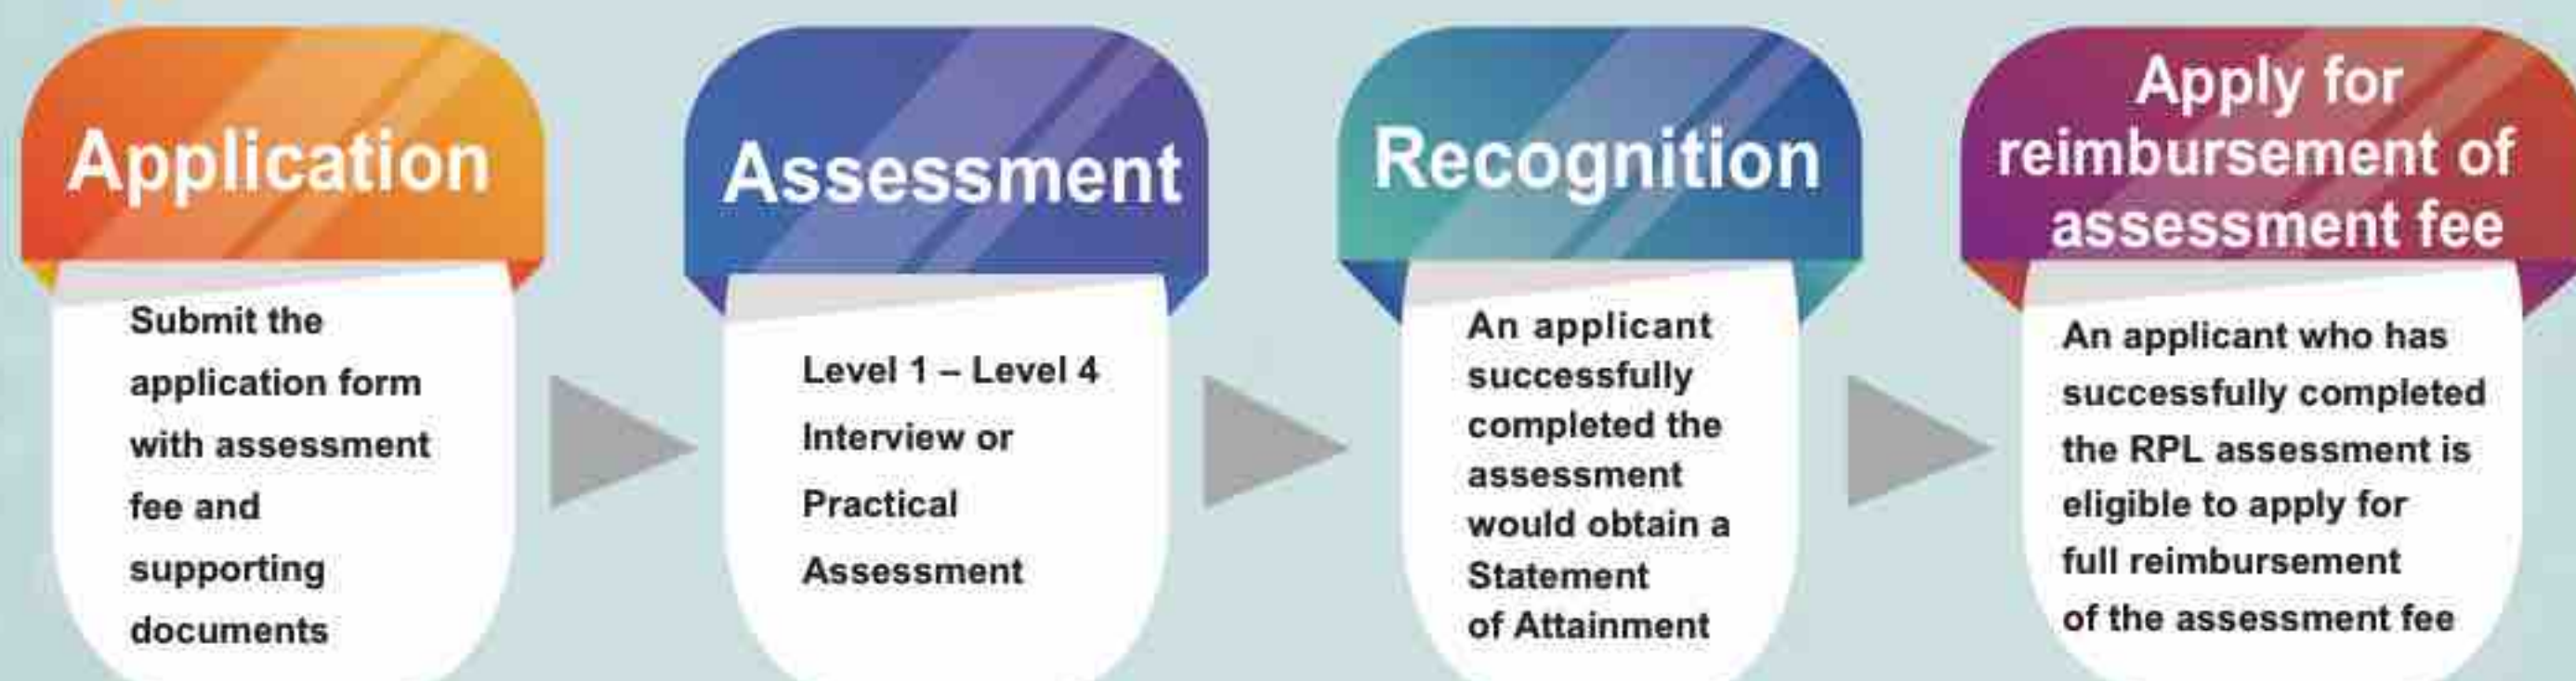 Application
Submit the
application form
with assessment
fee and
supporting
documents
Assessment
Level 1 – Level 4
Interview or
Practical
Assessment
Recognition
An applicant
successfully
completed the
assessment
would obtain a
Statement
of Attainment
Apply for
reimbursement of
assessment fee
An applicant who has
successfully completed
the RPL assessment is
eligible to apply for
full reimbursement
of the assessment fee